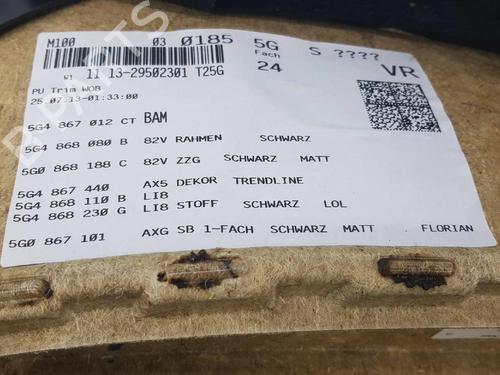 M100 03 0185 5G S ????
Fach
W1 11 13-29502301 T25G 24 VR
PU Trim WOB
25.07.13-01:33:00
5G4 867 012 CT BAM
5G4 868 080 B 82V RAHMEN SCHWARZ
5G0 868 188 C 82V ZZG SCHWARZ MATT
5G4 867 440 AX5 DEKOR TRENDLINE
5G4 868 110 B LI8
5G4 868 230 G LI8 STOFF SCHWARZ LOL
5G0 867 101 AXG SB 1-FACH SCHWARZ MATT FLORIAN